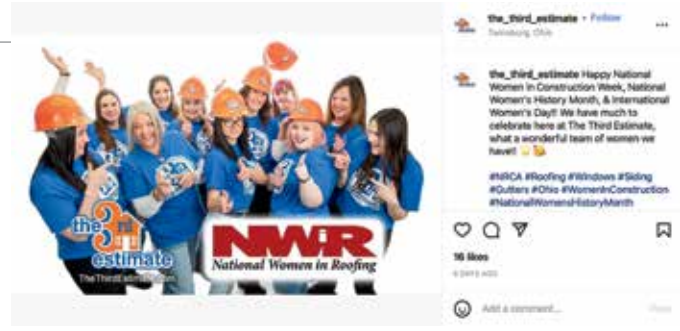 the
3rd
estimate
TheThirdEstimate.com
NWiR
National Women in Roofing
the_third_estimate • Follow
Twinsburg, Ohio
the_third_estimate Happy National
Women in Construction Week, National
Women's History Month, & International
Women's Day!! We have much to
celebrate here at The Third Estimate,
what a wonderful team of women we
have!!
#NRCA #Roofing #Windows #Siding
#Gutters #Ohio #WomenInConstruction
#NationalWomensHistoryMonth
16 likes
6 DAYS AGO
Add a comment...
Post